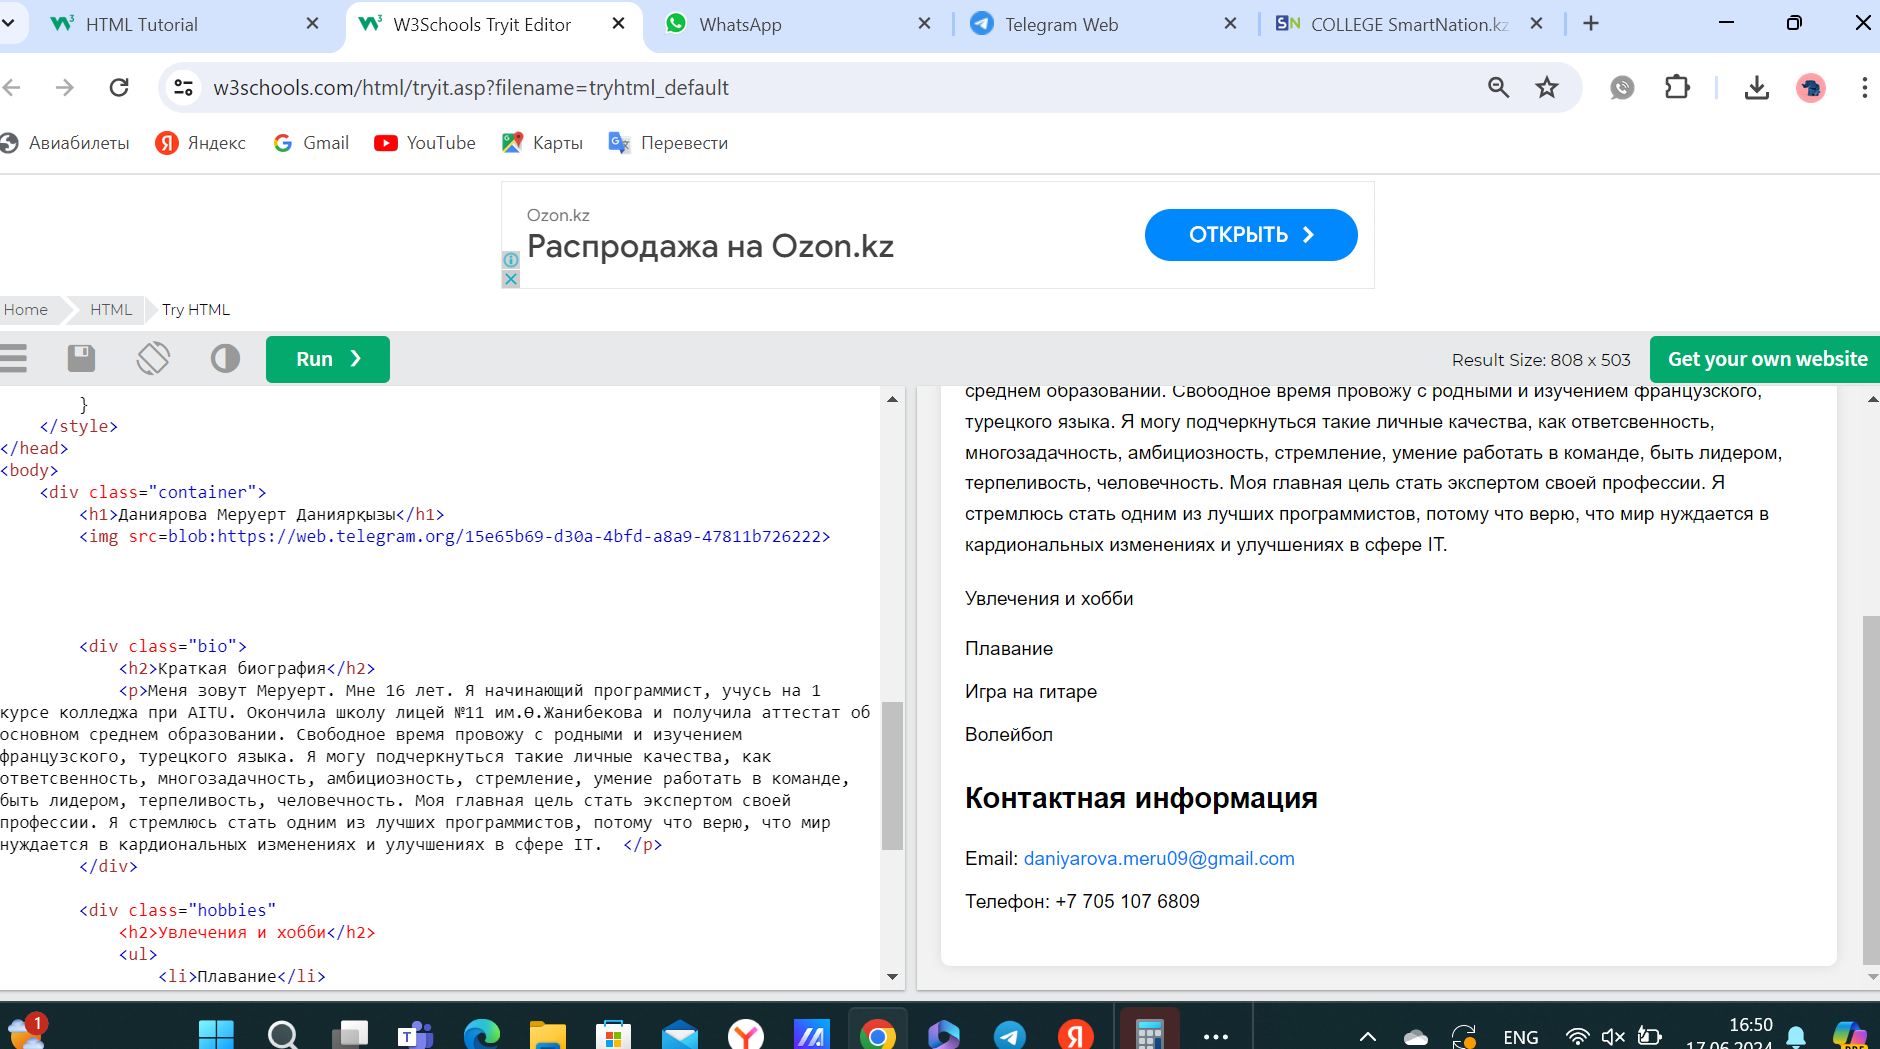 HTML Tutorial
W3Schools Tryit Editor
WhatsApp
Telegram Web
COLLEGE SmartNation.kz
w3schools.com/html/tryit.asp?filename=tryhtml_default
Авиабилеты
Яндекс
Gmail
YouTube
Карты
Перевести
Ozon.kz
Распродажа на Ozon.kz
ОТКРЫТЬ
Home
HTML
Try HTML
Run
Result Size: 808 x 503
Get your own website
}
</style>
</head>
<body>
<div class="container">
<h1>Даниярова Меруерт Даниярқызы</h1>
<img src=blob:https://web.telegram.org/15e65b69-d30a-4bfd-a8a9-47811b726222>
<div class="bio">
<h2>Краткая биография</h2>
<p>Меня зовут Меруерт. Мне 16 лет. Я начинающий программист, учусь на 1
курсе колледжа при AITU. Окончила школу лицей №11 им.Ө.Жанибекова и получила аттестат об
основном среднем образовании. Свободное время провожу с родными и изучением
французского, турецкого языка. Я могу подчеркнуться такие личные качества, как
ответсвенность, многозадачность, амбициозность, стремление, умение работать в команде,
быть лидером, терпеливость, человечность. Моя главная цель стать экспертом своей
профессии. Я стремлюсь стать одним из лучших программистов, потому что верю, что мир
нуждается в кардиональных изменениях и улучшениях в сфере IT.  </p>
</div>
<div class="hobbies"
<h2>Увлечения и хобби</h2>
<ul>
<li>Плавание</li>
среднем образовании. Свободное время провожу с родными и изучением французского,
турецкого языка. Я могу подчеркнуться такие личные качества, как ответсвенность,
многозадачность, амбициозность, стремление, умение работать в команде, быть лидером,
терпеливость, человечность. Моя главная цель стать экспертом своей профессии. Я
стремлюсь стать одним из лучших программистов, потому что верю, что мир нуждается в
кардиональных изменениях и улучшениях в сфере IT.
Увлечения и хобби
Плавание
Игра на гитаре
Волейбол
Контактная информация
Email: daniyarova.meru09@gmail.com
Телефон: +7 705 107 6809
1
ENG
16:50
17.06.2024